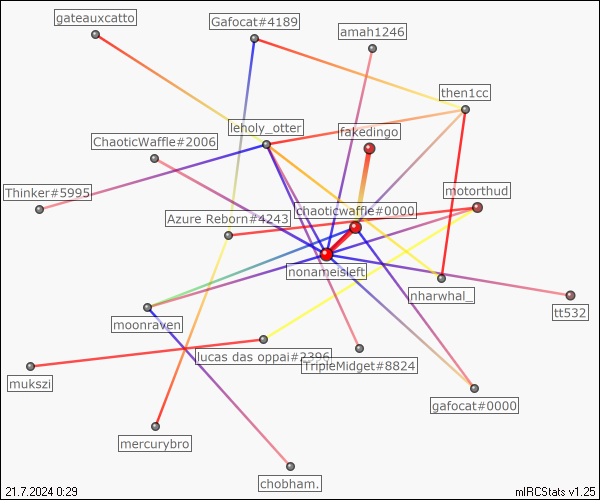 gateauxcatto
Gafocat#4189
amah1246
then1cc
leholy_otter
fakedingo
ChaoticWaffle#2006
Thinker#5995
motorthud
chaoticwaffle#0000
Azure Reborn#4243
nonameisleft
nharwhal_
tt532
moonraven
lucas das oppai#2396
TripleMidget#8824
mukszi
gafocat#0000
mercurybro
chobham.
21.7.2024 0:29
mIRCStats v1.25